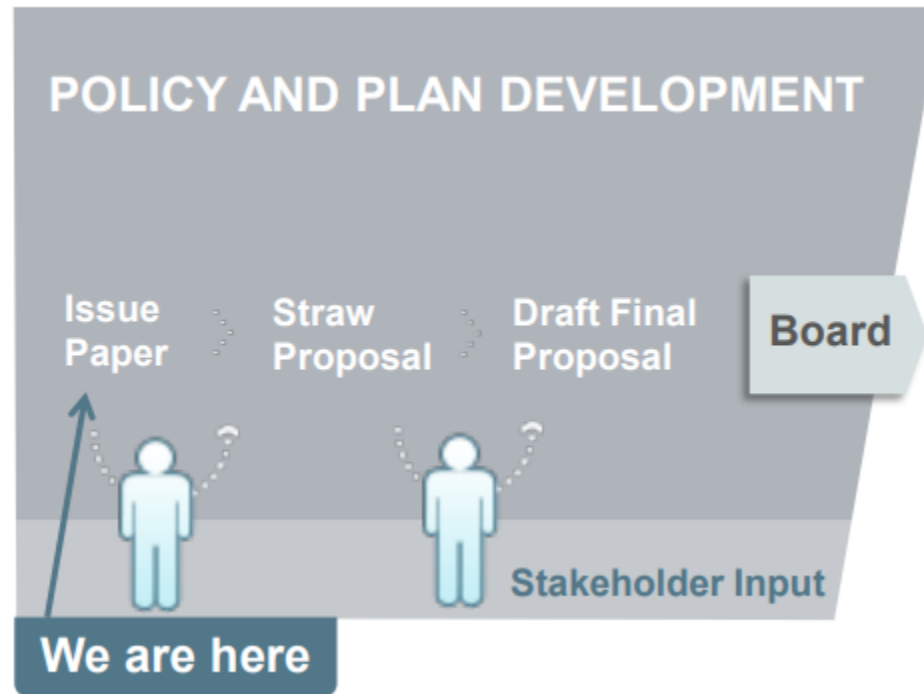 POLICY AND PLAN DEVELOPMENT
Issue
Paper
Straw
Proposal
Draft Final
Proposal
Board
Stakeholder Input
We are here